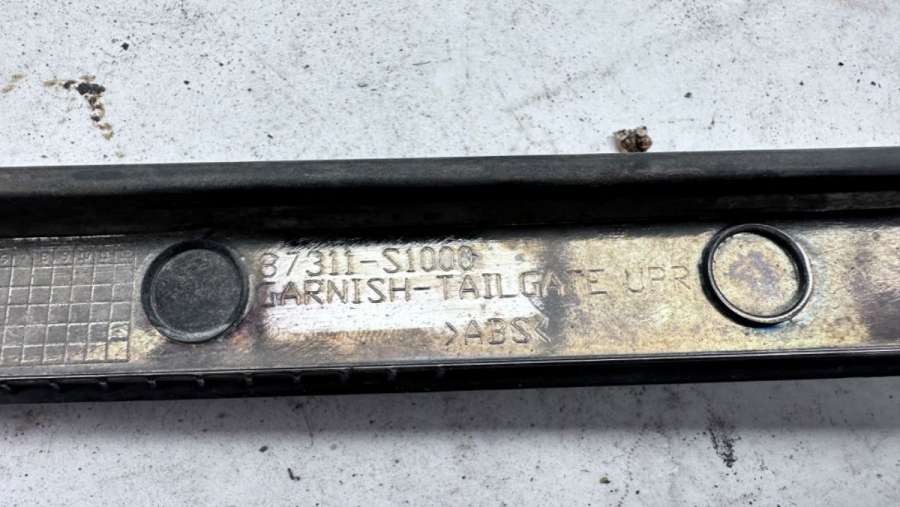 87311-S1000
GARNISH-TAILGATE UPR
>ABS<